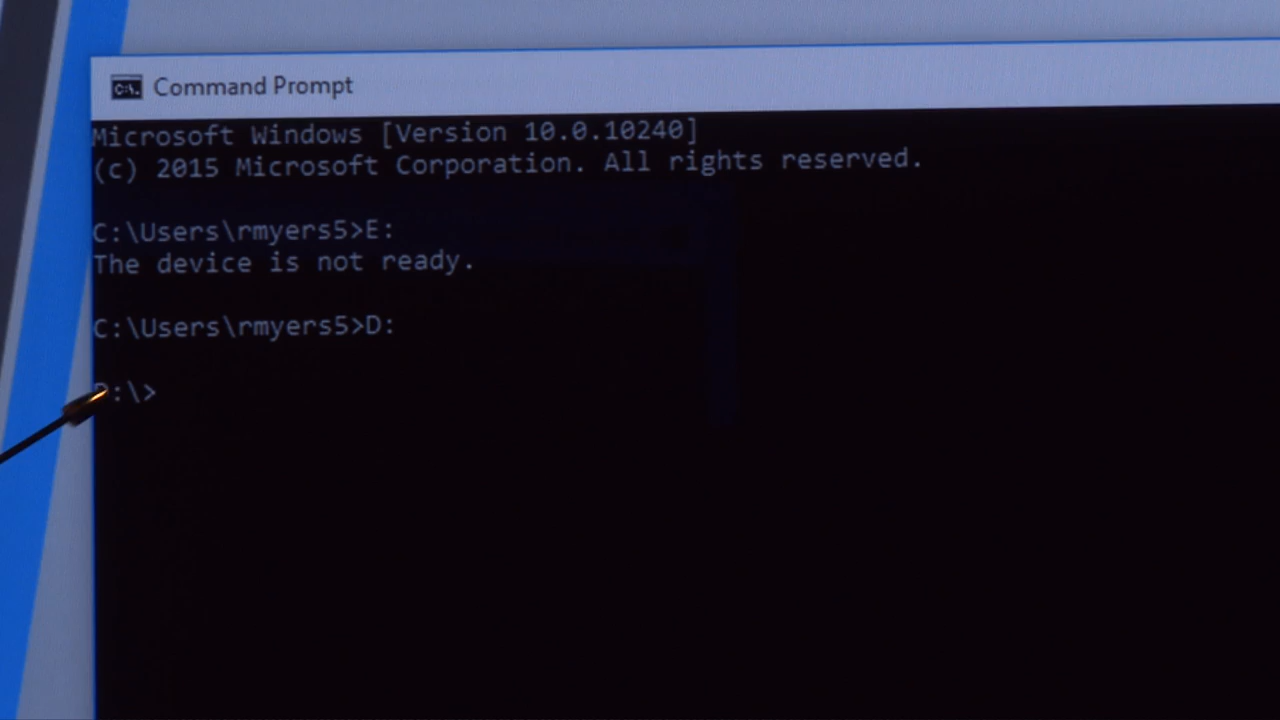 Command Prompt
Microsoft Windows [Version 10.0.10240]
(c) 2015 Microsoft Corporation. All rights reserved.
C:\Users\rmyers5>E:
The device is not ready.
C:\Users\rmyers5>D:
D:\>